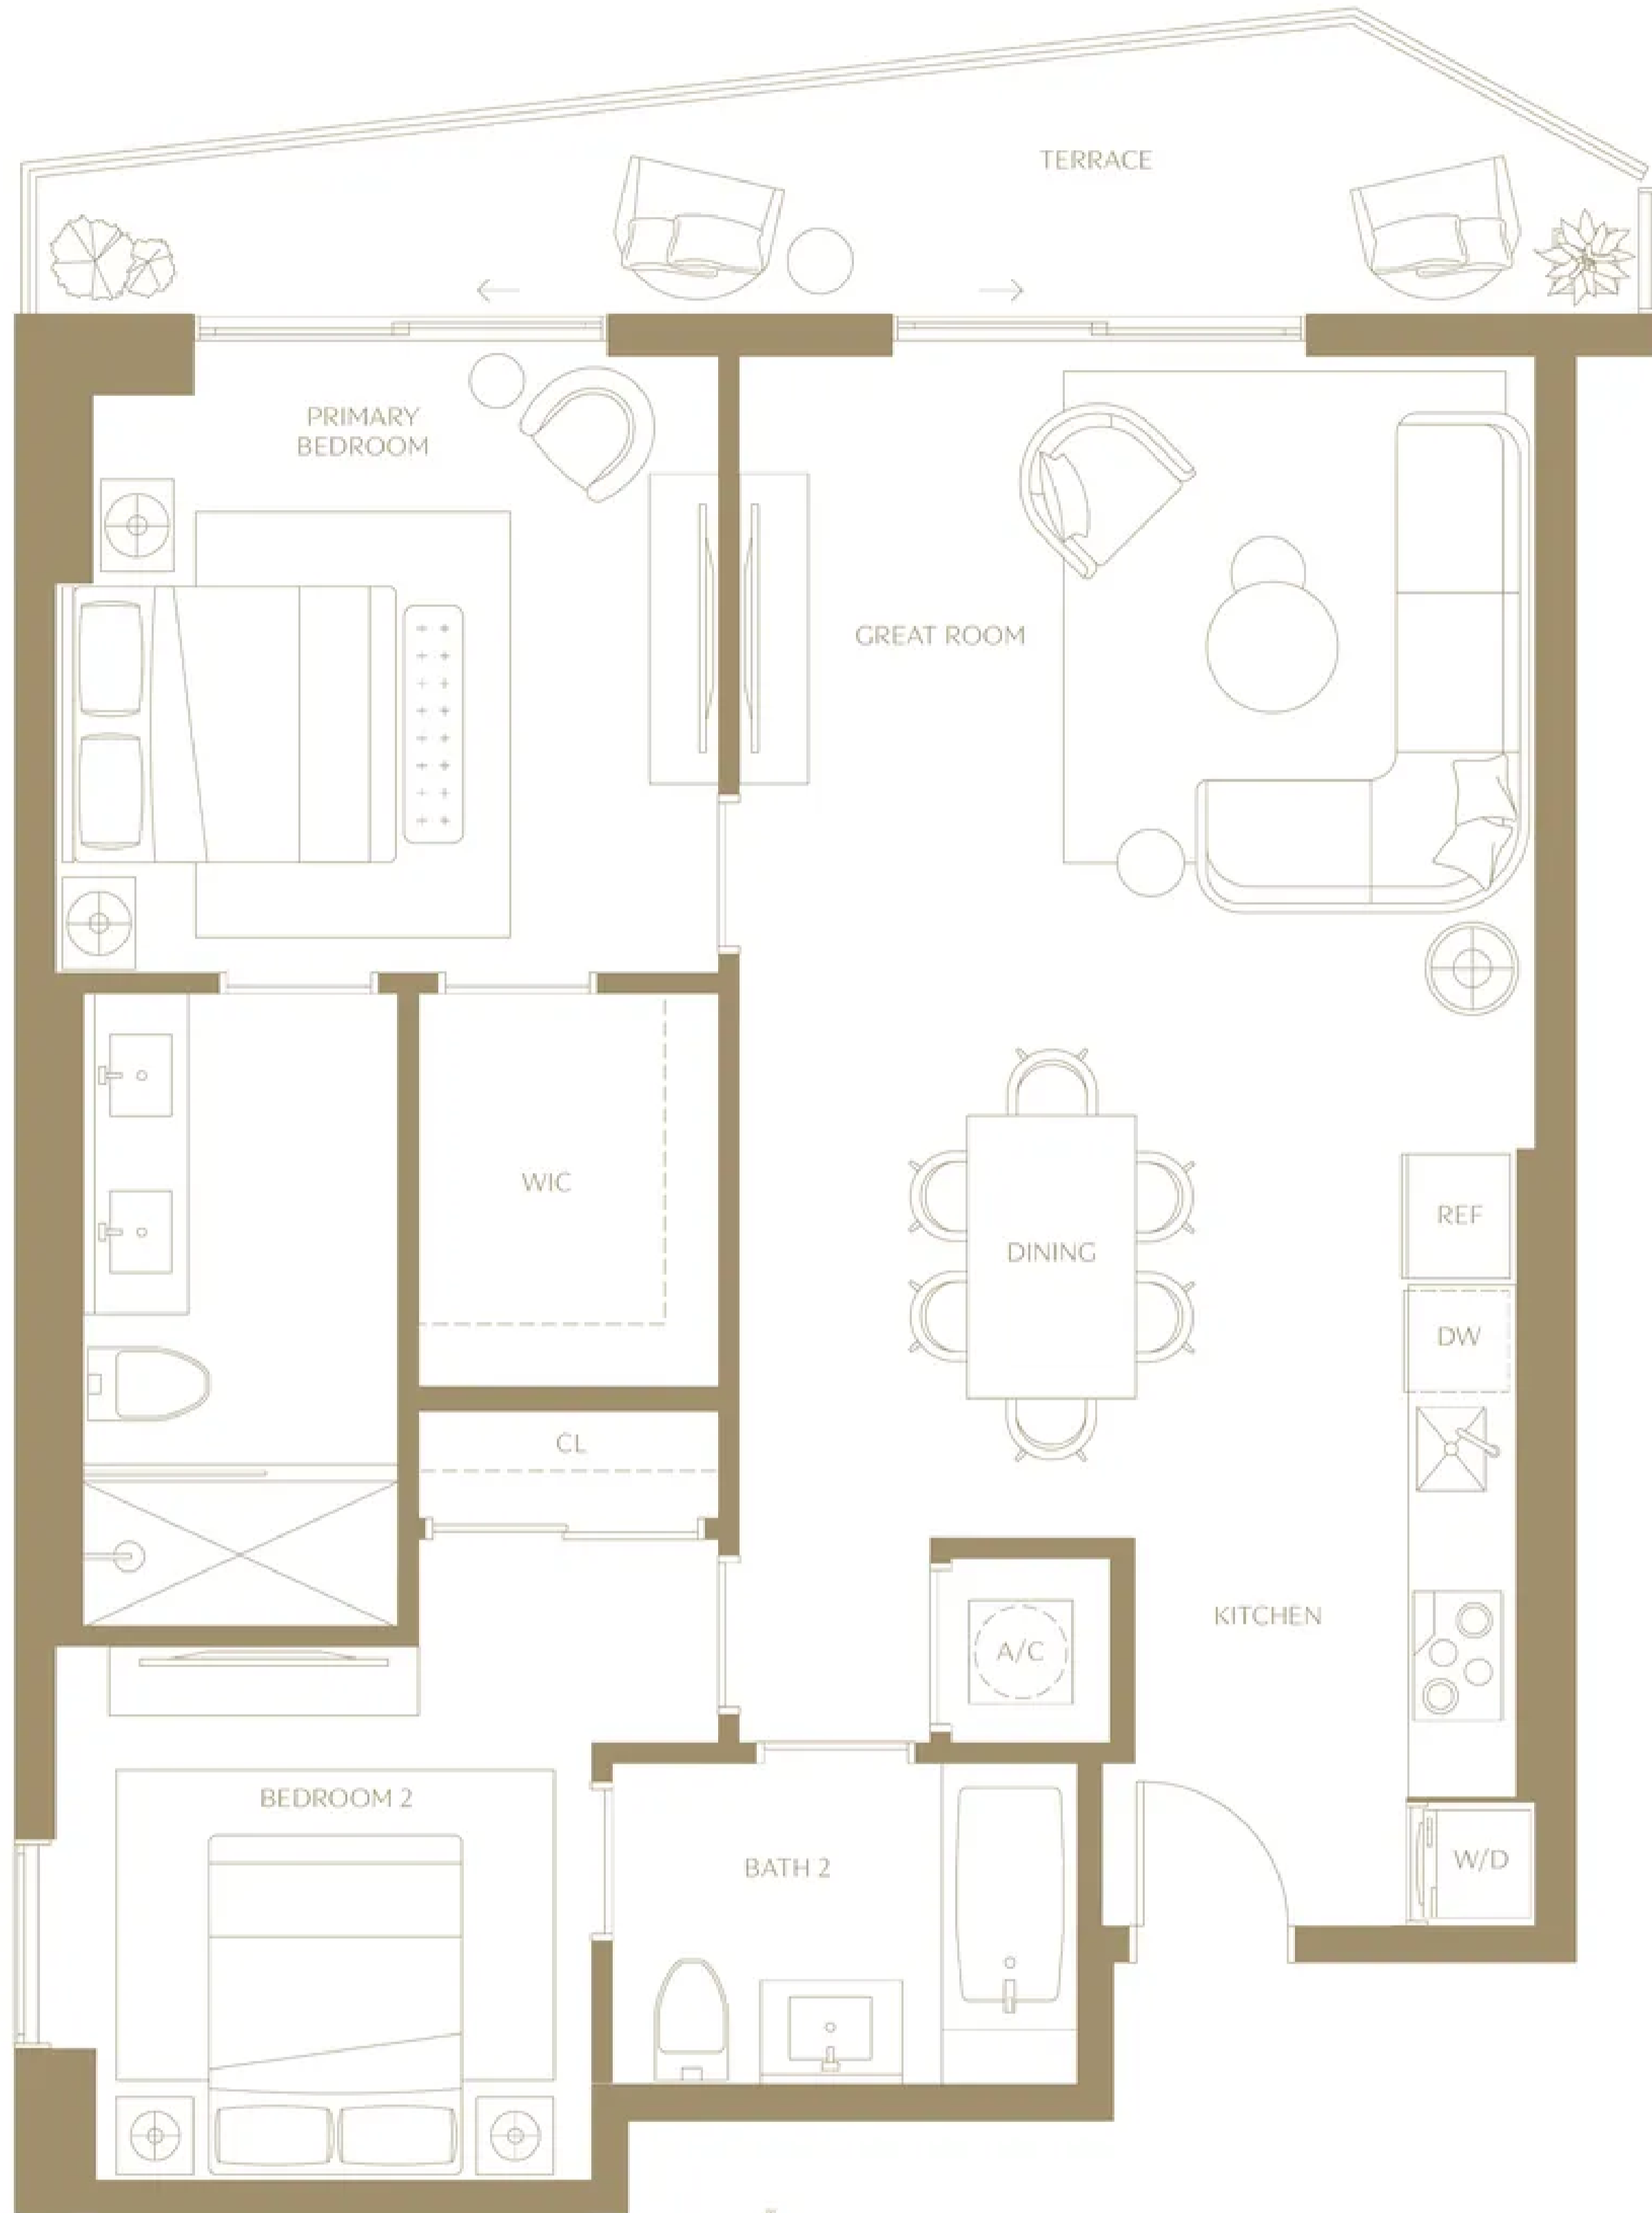 TERRACE
PRIMARY
BEDROOM
GREAT ROOM
WIC
REF
DINING
DW
CL
KITCHEN
A/C
BEDROOM 2
BATH 2
W/D